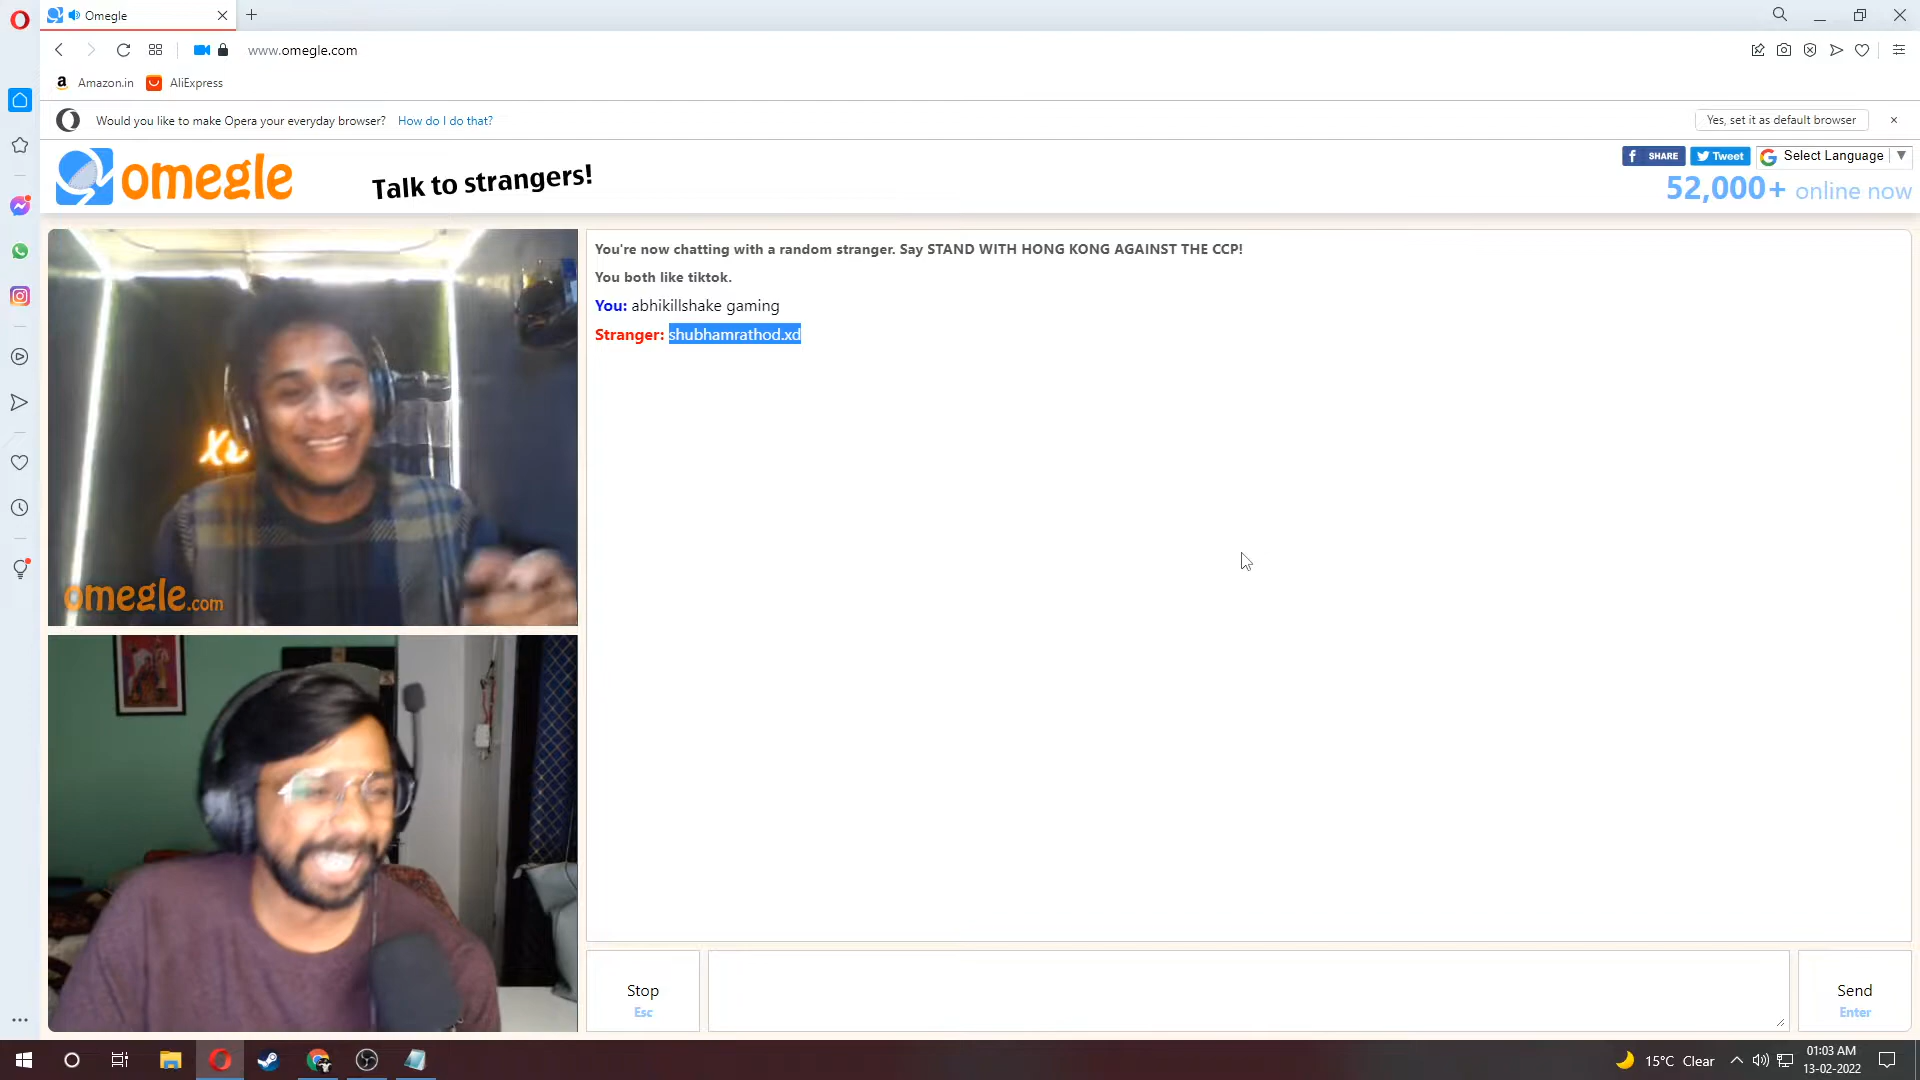 Omegle
www.omegle.com
Amazon.in
AliExpress
Would you like to make Opera your everyday browser? How do I do that?
Yes, set it as default browser
omegle
Talk to strangers!
SHARE
Tweet
Select Language
52,000+ online now
You're now chatting with a random stranger. Say STAND WITH HONG KONG AGAINST THE CCP!
You both like tiktok.
You: abhikillshake gaming
Stranger: shubhamrathod.xd
omegle.com
Stop
Esc
Send
Enter
15°C Clear
01:03 AM
13-02-2022